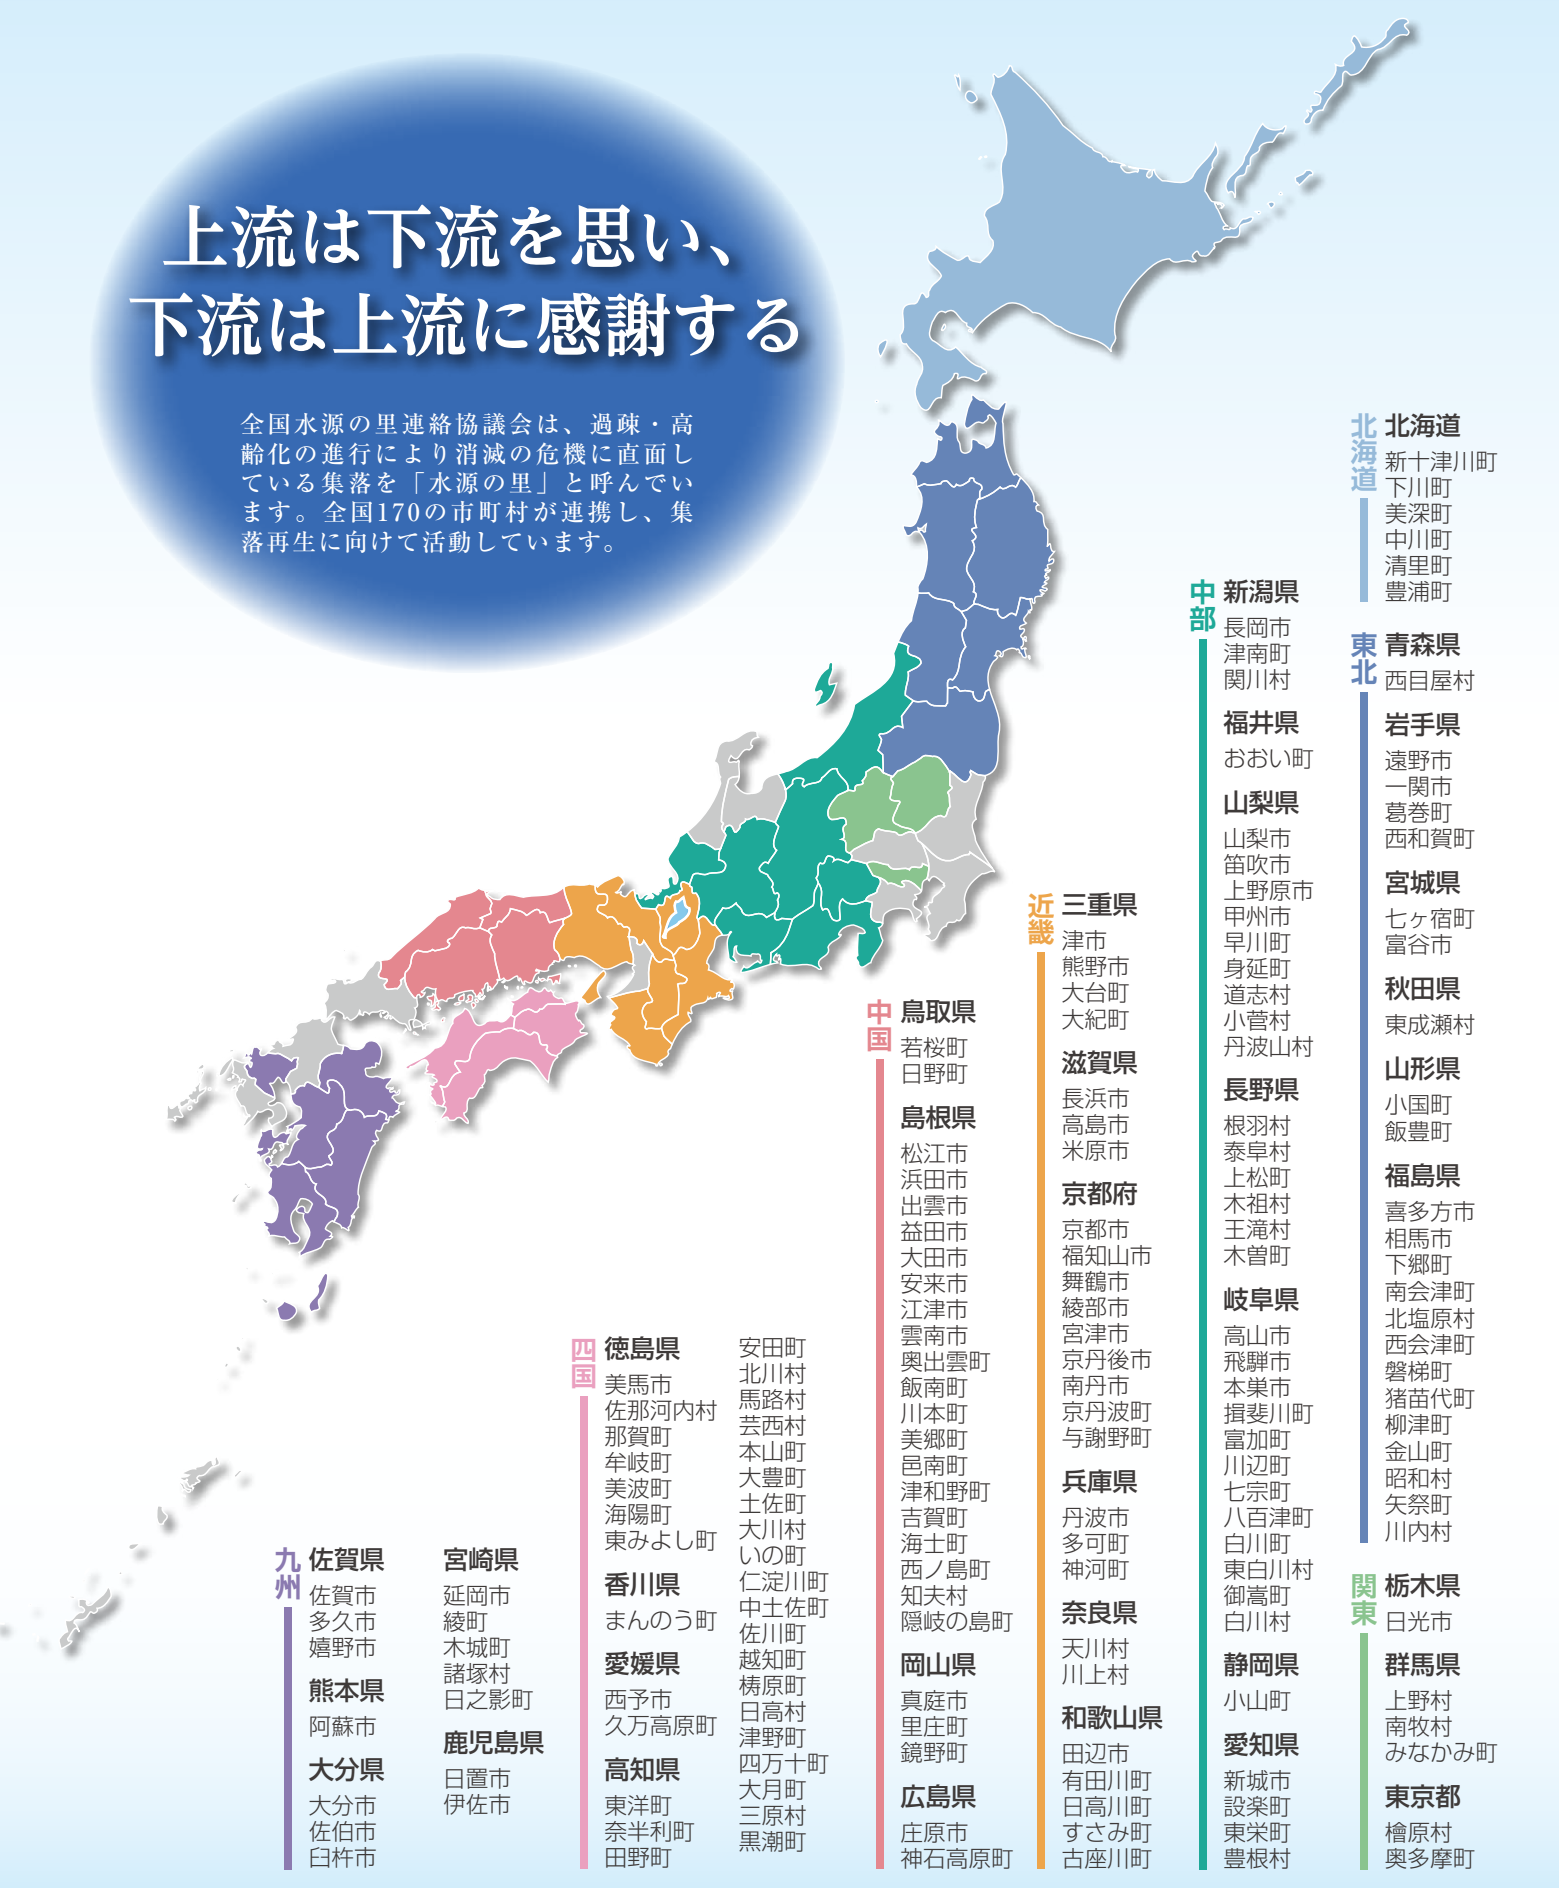 上流は下流を思い、
下流は上流に感謝する
全国水源の里連絡協議会は、過疎・高
齢化の進行により消滅の危機に直面し
ている集落を「水源の里」と呼んでい
ます。全国170の市町村が連携し、集
落再生に向けて活動しています。
北海道
北海道
新十津川町
下川町
美深町
中川町
清里町
豊浦町
東北
青森県
西目屋村
岩手県
遠野市
一関市
葛巻町
西和賀町
宮城県
七ヶ宿町
富谷市
秋田県
東成瀬村
山形県
小国町
飯豊町
福島県
喜多方市
相馬市
下郷町
南会津町
北塩原村
西会津町
磐梯町
猪苗代町
柳津町
金山町
昭和村
矢祭町
川内村
関東
栃木県
日光市
群馬県
上野村
南牧村
みなかみ町
東京都
檜原村
奥多摩町
中部
新潟県
長岡市
津南町
関川村
福井県
おおい町
山梨県
山梨市
笛吹市
上野原市
甲州市
早川町
身延町
道志村
小菅村
丹波山村
長野県
根羽村
泰阜村
上松町
木祖村
王滝村
木曽町
岐阜県
高山市
飛騨市
本巣市
揖斐川町
富加町
川辺町
七宗町
八百津町
白川町
東白川村
御嵩町
白川村
静岡県
小山町
愛知県
新城市
設楽町
東栄町
豊根村
近畿
三重県
津市
熊野市
大台町
大紀町
滋賀県
長浜市
高島市
米原市
京都府
京都市
福知山市
舞鶴市
綾部市
宮津市
京丹後市
南丹市
京丹波町
与謝野町
兵庫県
丹波市
多可町
神河町
奈良県
天川村
川上村
和歌山県
田辺市
有田川町
日高川町
すさみ町
古座川町
中国
鳥取県
若桜町
日野町
島根県
松江市
浜田市
出雲市
益田市
大田市
安来市
江津市
雲南市
奥出雲町
飯南町
川本町
美郷町
邑南町
津和野町
吉賀町
海士町
西ノ島町
知夫村
隠岐の島町
岡山県
真庭市
里庄町
鏡野町
広島県
庄原市
神石高原町
四国
徳島県
美馬市
佐那河内村
那賀町
牟岐町
美波町
海陽町
東みよし町
香川県
まんのう町
愛媛県
西予市
久万高原町
高知県
東洋町
奈半利町
田野町
安田町
北川村
馬路村
芸西村
本山町
大豊町
土佐町
大川村
いの町
仁淀川町
中土佐町
佐川町
越知町
梼原町
日高村
津野町
四万十町
大月町
三原村
黒潮町
九州
佐賀県
佐賀市
多久市
嬉野市
熊本県
阿蘇市
大分県
大分市
佐伯市
臼杵市
宮崎県
延岡市
綾町
木城町
諸塚村
日之影町
鹿児島県
日置市
伊佐市